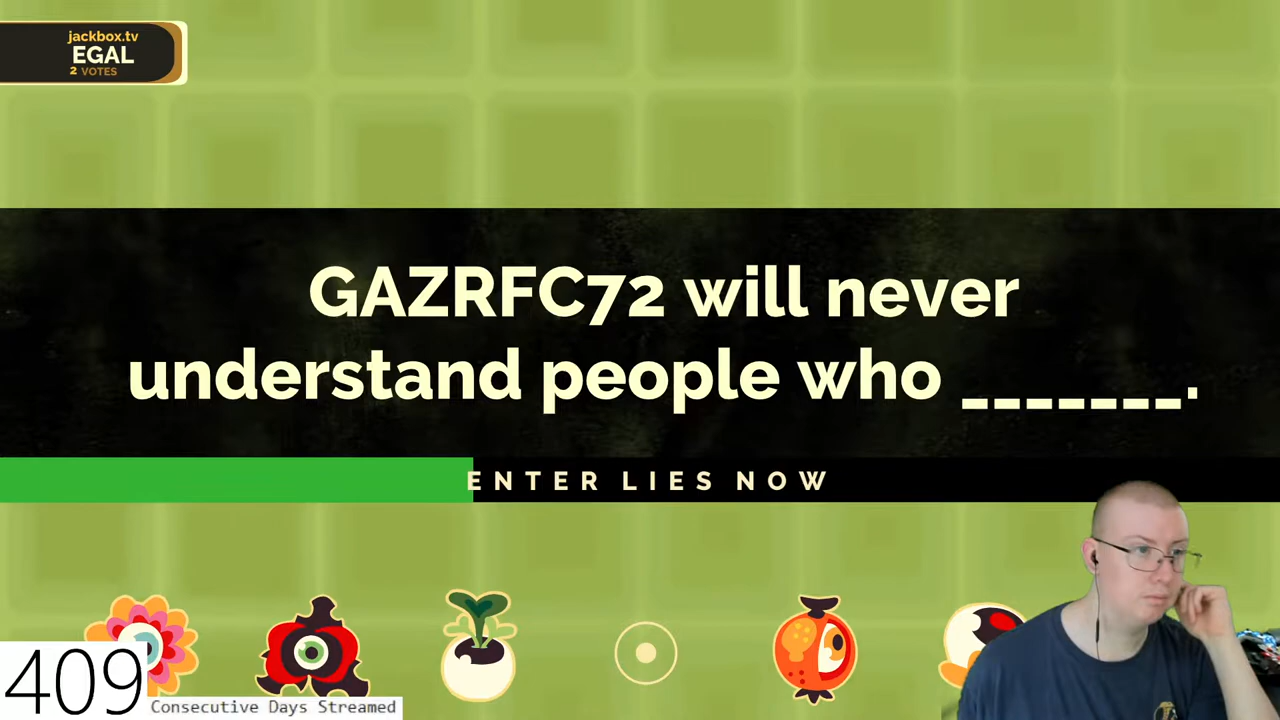 jackbox.tv
EGAL
2 VOTES
GAZRFC72 will never
understand people who _______.
ENTER LIES NOW
409
Consecutive Days Streamed